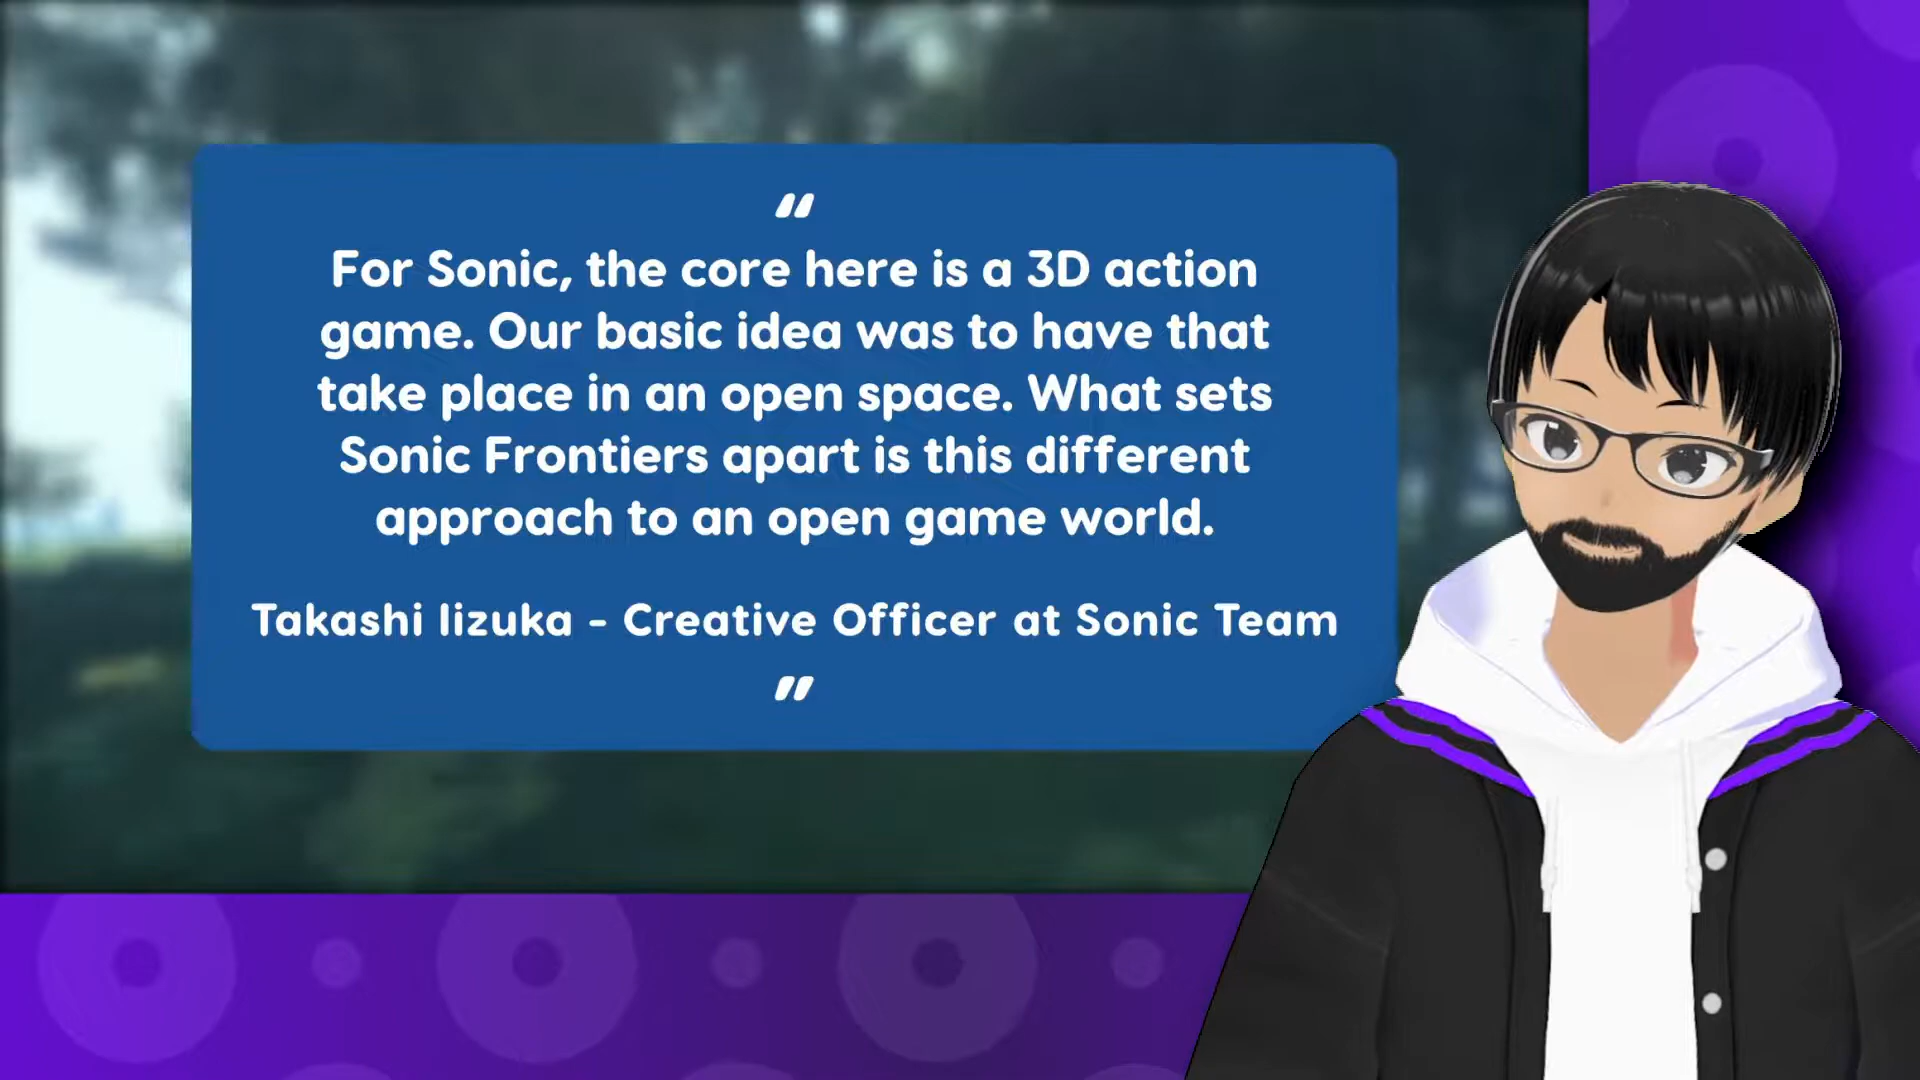 “
For Sonic, the core here is a 3D action
game. Our basic idea was to have that
take place in an open space. What sets
Sonic Frontiers apart is this different
approach to an open game world.
Takashi Iizuka - Creative Officer at Sonic Team
”